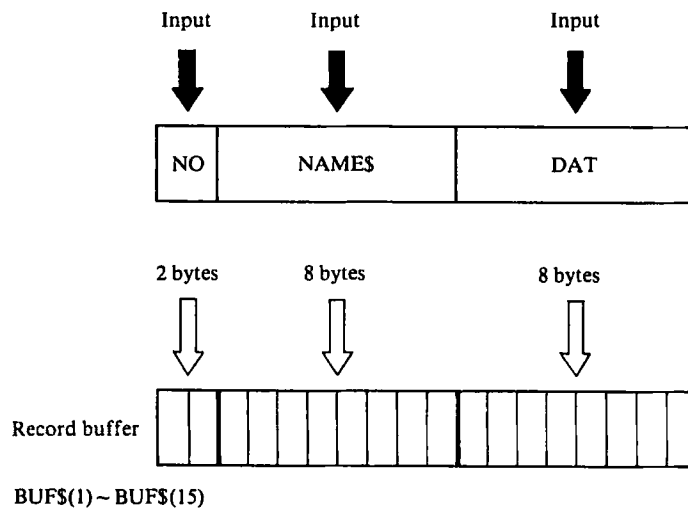 Input Input Input
NO NAME$ DAT
2 bytes 8 bytes 8 bytes
Record buffer
BUF$(1) ~ BUF$(15)